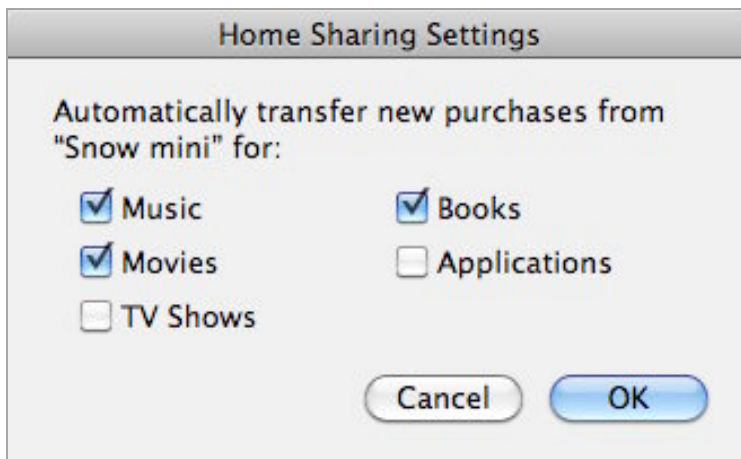 Home Sharing Settings
Automatically transfer new purchases from
“Snow mini” for:
Music
Books
Movies
Applications
TV Shows
Cancel
OK